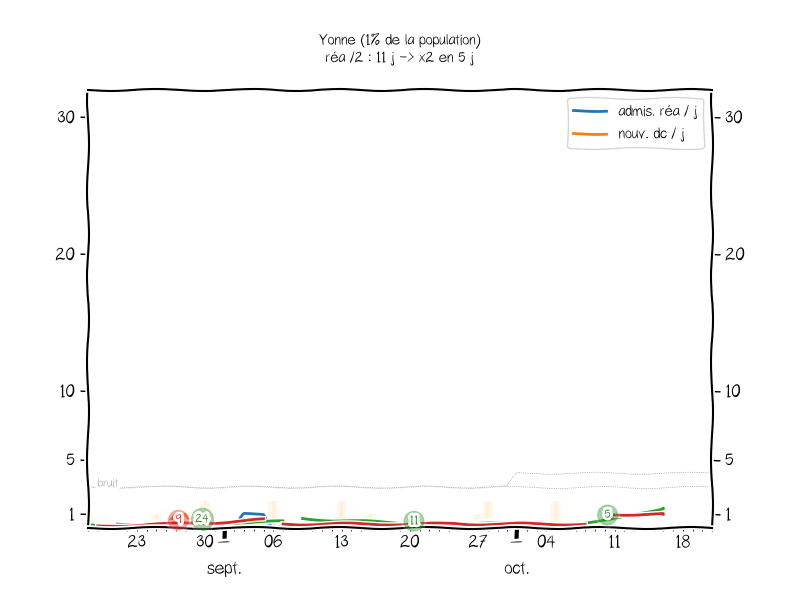 Yonne (1% de la population)
réa /2 : 11 j -> x2 en 5 j
admis. réa / j
nouv. dc / j
30 30
20 20
10 10
5 5
bruit
1 1
9 24 11 5
23 30 06 13 20 27 04 11 18
sept. oct.